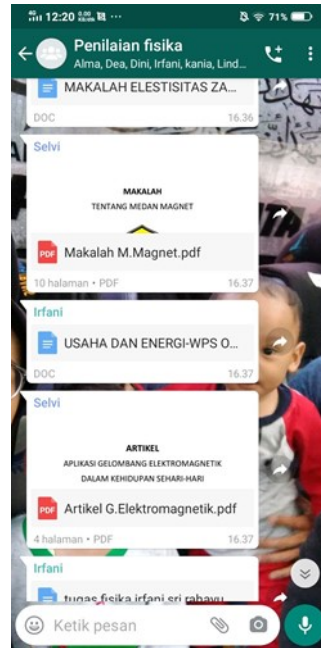 12:20
71%
Penilaian fisika
Alma, Dea, Dini, Irfani, kania, Lind...
MAKALAH ELESTISITAS ZA...
DOC 16.36
Selvi
MAKALAH
TENTANG MEDAN MAGNET
PDF Makalah M.Magnet.pdf
10 halaman • PDF 16.37
Irfani
USAHA DAN ENERGI-WPS O...
DOC 16.37
Selvi
ARTIKEL
APLIKASI GELOMBANG ELEKTROMAGNETIK
DALAM KEHIDUPAN SEHARI-HARI
PDF Artikel G.Elektromagnetik.pdf
4 halaman • PDF 16.37
Irfani
tugas fisika irfani sri rahayu
Ketik pesan